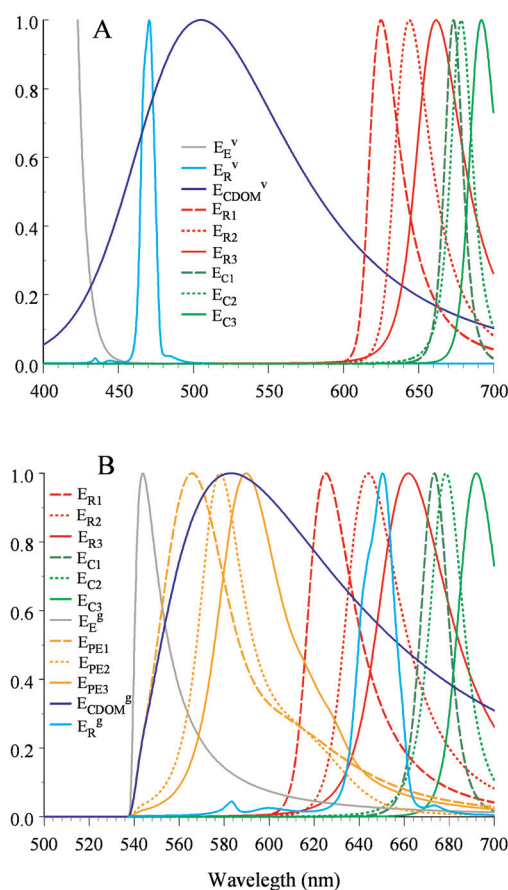 A
1.0
0.8
0.6
0.4
0.2
0.0
E_E^v
E_R^v
E_CDOM^v
E_R1
E_R2
E_R3
E_C1
E_C2
E_C3
400 450 500 550 600 650 700
B
1.0
0.8
0.6
0.4
0.2
0.0
E_R1
E_R2
E_R3
E_C1
E_C2
E_C3
E_E^g
E_PE1
E_PE2
E_PE3
E_CDOM^g
E_R^g
500 520 540 560 580 600 620 640 660 680 700
Wavelegth (nm)